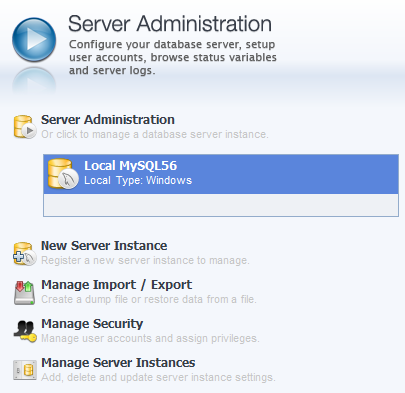 Server Administration
Configure your database server, setup
user accounts, browse status variables
and server logs.
Server Administration
Or click to manage a database server instance.
Local MySQL56
Local Type: Windows
New Server Instance
Register a new server instance to manage.
Manage Import / Export
Create a dump file or restore data from a file.
Manage Security
Manage user accounts and assign privileges.
Manage Server Instances
Add, delete and update server instance settings.